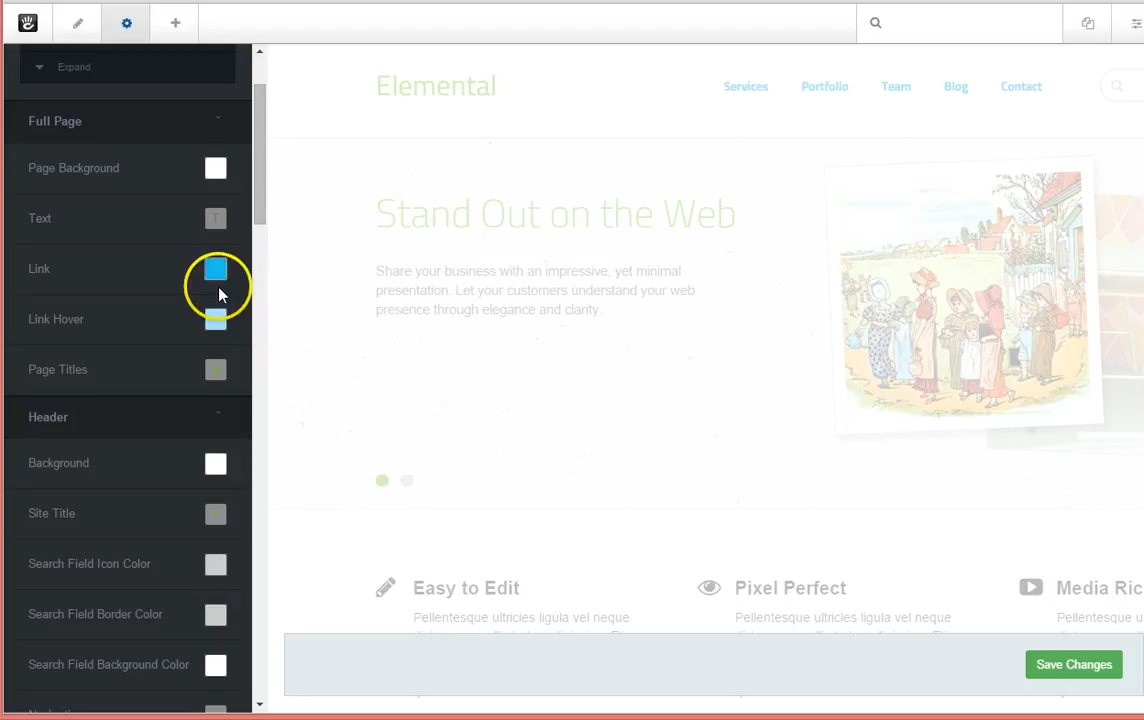 Expand
Full Page
Page Background
Text
T
Link
Link Hover
Page Titles
Header
Background
Site Title
Search Field Icon Color
Search Field Border Color
Search Field Background Color
Elemental
Services Portfolio Team Blog Contact
Stand Out on the Web
Share your business with an impressive, yet minimal
presentation. Let your customers understand your web
presence through elegance and clarity.
Easy to Edit
Pellentesque ultricies ligula vel neque
Pixel Perfect
Pellentesque ultricies ligula vel neque
Media Ric
Pellentesque u
Save Changes